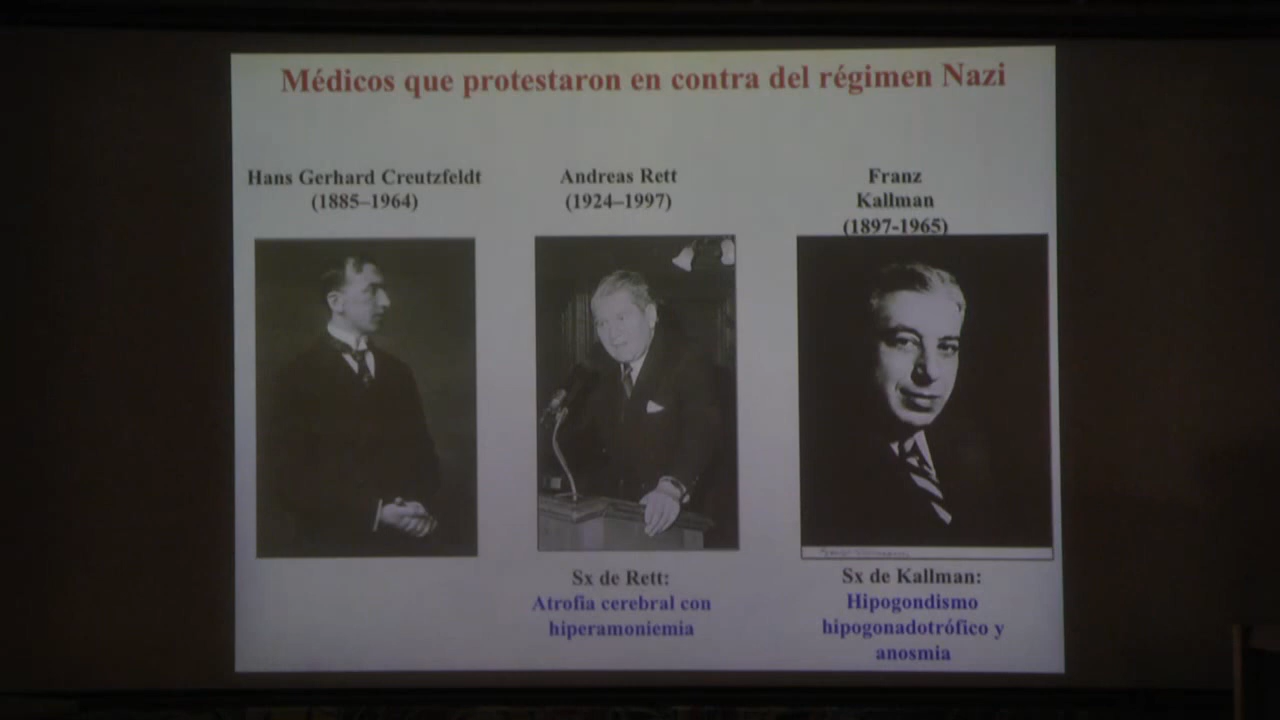 Médicos que protestaron en contra del régimen Nazi
Hans Gerhard Creutzfeldt
(1885–1964)
Andreas Rett
(1924–1997)
Franz
Kallman
(1897-1965)
Sx de Rett:
Atrofia cerebral con
hiperamoniemia
Sx de Kallman:
Hipogondismo
hipogonadotrófico y
anosmia